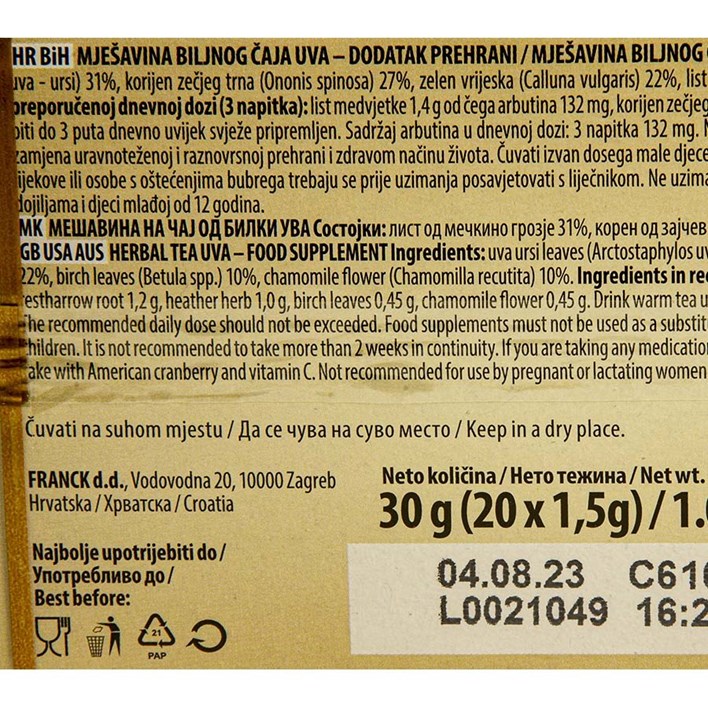 HR BiH MJEŠAVINA BILJNOG ČAJA UVA – DODATAK PREHRANI / MJEŠAVINA BILJNOG
uva - ursi) 31%, korijen zečjeg trna (Ononis spinosa) 27%, zelen vrijeska (Calluna vulgaris) 22%, list
preporučenoj dnevnoj dozi (3 napitka): list medvjetke 1,4 g od čega arbutina 132 mg, korijen zečjeg
piti do 3 puta dnevno uvijek svježe pripremljen. Sadržaj arbutina u dnevnoj dozi: 3 napitka 132 mg. N
zamjena uravnoteženoj i raznovrsnoj prehrani i zdravom načinu života. Čuvati izvan dosega male djece
lijekove ili osobe s oštećenjima bubrega trebaju se prije uzimanja posavjetovati s liječnikom. Ne uzima
dojiljama i djeci mlađoj od 12 godina.
MK МЕШАВИНА НА ЧАЈ ОД БИЛКИ УВА Состојки: лист од мечкино грозје 31%, корен од зајчев
GB USA AUS HERBAL TEA UVA – FOOD SUPPLEMENT Ingredients: uva ursi leaves (Arctostaphylos uv
22%, birch leaves (Betula spp.) 10%, chamomile flower (Chamomilla recutita) 10%. Ingredients in rec
restharrow root 1,2 g, heather herb 1,0 g, birch leaves 0,45 g, chamomile flower 0,45 g. Drink warm tea u
The recommended daily dose should not be exceeded. Food supplements must not be used as a substit
children. It is not recommended to take more than 2 weeks in continuity. If you are taking any medicatio
take with American cranberry and vitamin C. Not recommended for use by pregnant or lactating women
Čuvati na suhom mjestu / Да се чува на суво место / Keep in a dry place.
FRANCK d.d., Vodovodna 20, 10000 Zagreb
Hrvatska / Хрватска / Croatia
Neto količina / Нето тежина / Net wt.
30 g (20 x 1,5g) / 1.
Najbolje upotrijebiti do /
Употребливо до /
Best before:
04.08.23 C61
L0021049 16:2
21
PAP